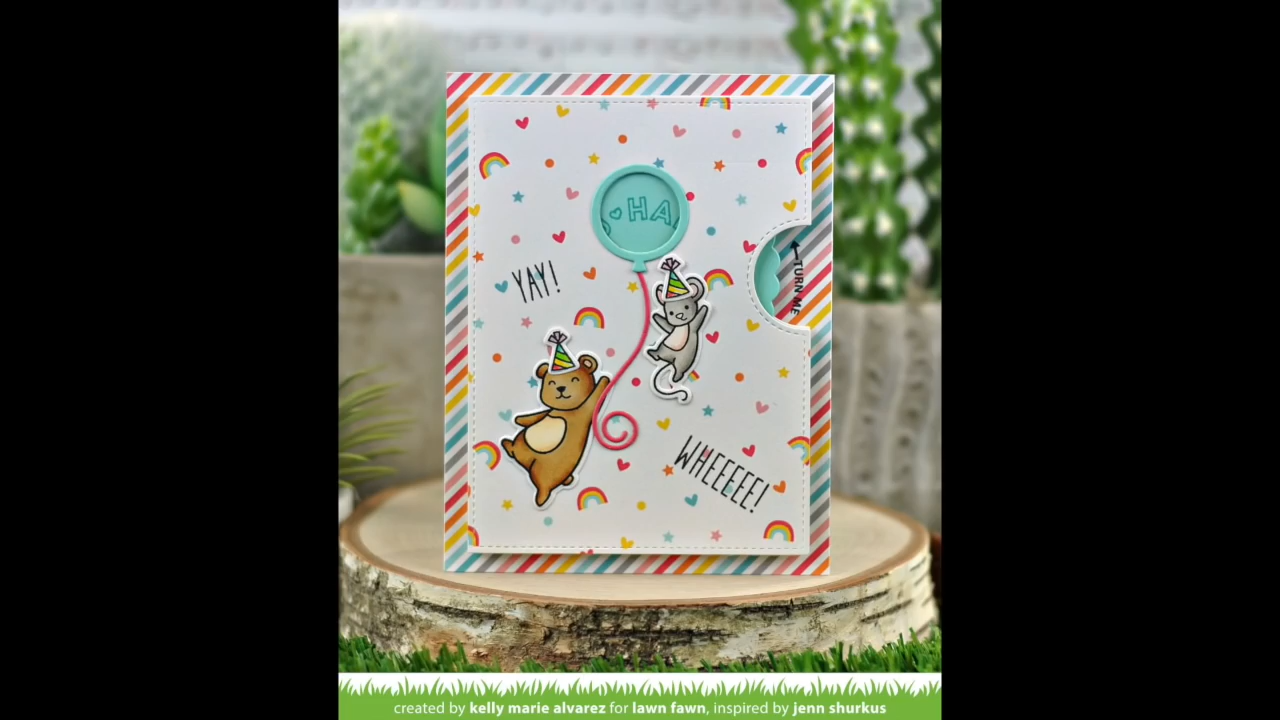 HA
YAY!
TURN ME
WHEEEEE!
created by kelly marie alvarez for lawn fawn, inspired by jenn shurkus